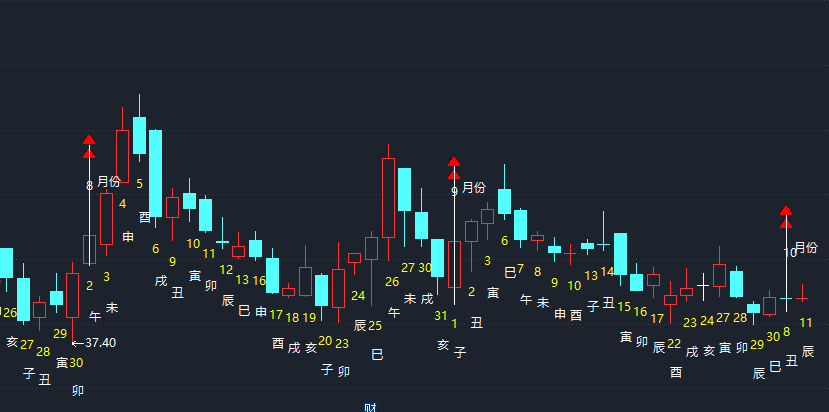 26
亥
27
子
28
丑
29
寅
30
卯
←37.40
8 月份
2
午
3
未
4
申
5
酉
6
戌
9
丑
10
寅
11
卯
12
辰
13
巳
16
申
17
酉
18
戌
19
亥
20
子
23
卯
24
辰
25
巳
26
午
27
未
30
戌
31
亥
9 月份
1
子
2
丑
3
寅
6
巳
7
午
8
未
9
申
10
酉
13
子
14
丑
15
寅
16
卯
17
辰
22
酉
23
戌
24
亥
27
寅
28
卯
29
辰
30
巳
10 月份
8
丑
11
辰
财